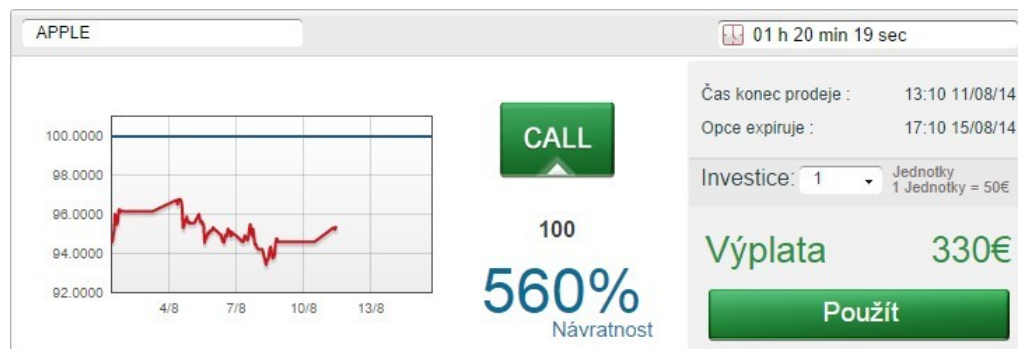 APPLE
01 h 20 min 19 sec
100.0000
98.0000
96.0000
94.0000
92.0000
4/8 7/8 10/8 13/8
CALL
100
560%
Návratnost
Čas konec prodeje : 13:10 11/08/14
Opce expiruje : 17:10 15/08/14
Investice: 1 Jednotky
1 Jednotky = 50€
Výplata 330€
Použít